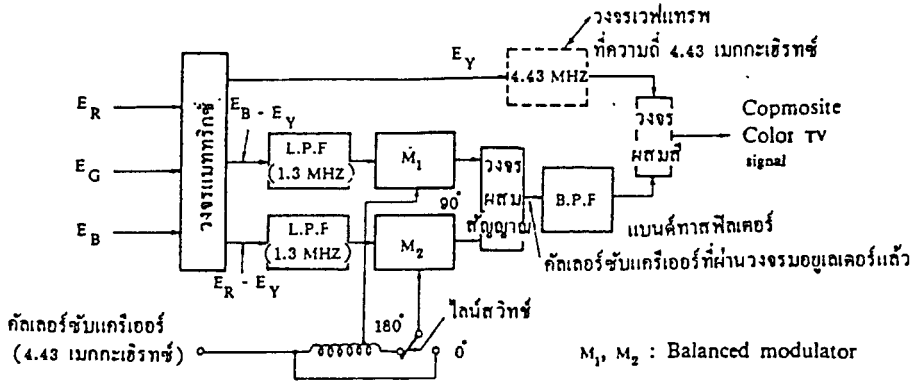 วงจรเวฟแทรพ
ที่ความถี่ 4.43 เมกกะเฮิรทซ์
E_Y
4.43 MHZ
E_R
E_G
E_B
วงจรแมททริกซ์
E_B - E_Y
L.P.F
(1.3 MHZ)
M_1
90°
วงจร
ผสม
สัญญาณ
B.P.F
วงจร
ผสมสี
Copmosite
Color TV
signal
L.P.F
(1.3 MHZ)
M_2
E_R - E_Y
แบนด์พาสฟิลเตอร์
คัลเลอร์ซับแครีเออร์ที่ผ่านวงจรมอยูเลเตอร์แล้ว
คัลเลอร์ซับแครีเออร์
(4.43 เมกกะเฮิรทซ์)
180°
ไลน์สวิทช์
0°
M_1, M_2 : Balanced modulator